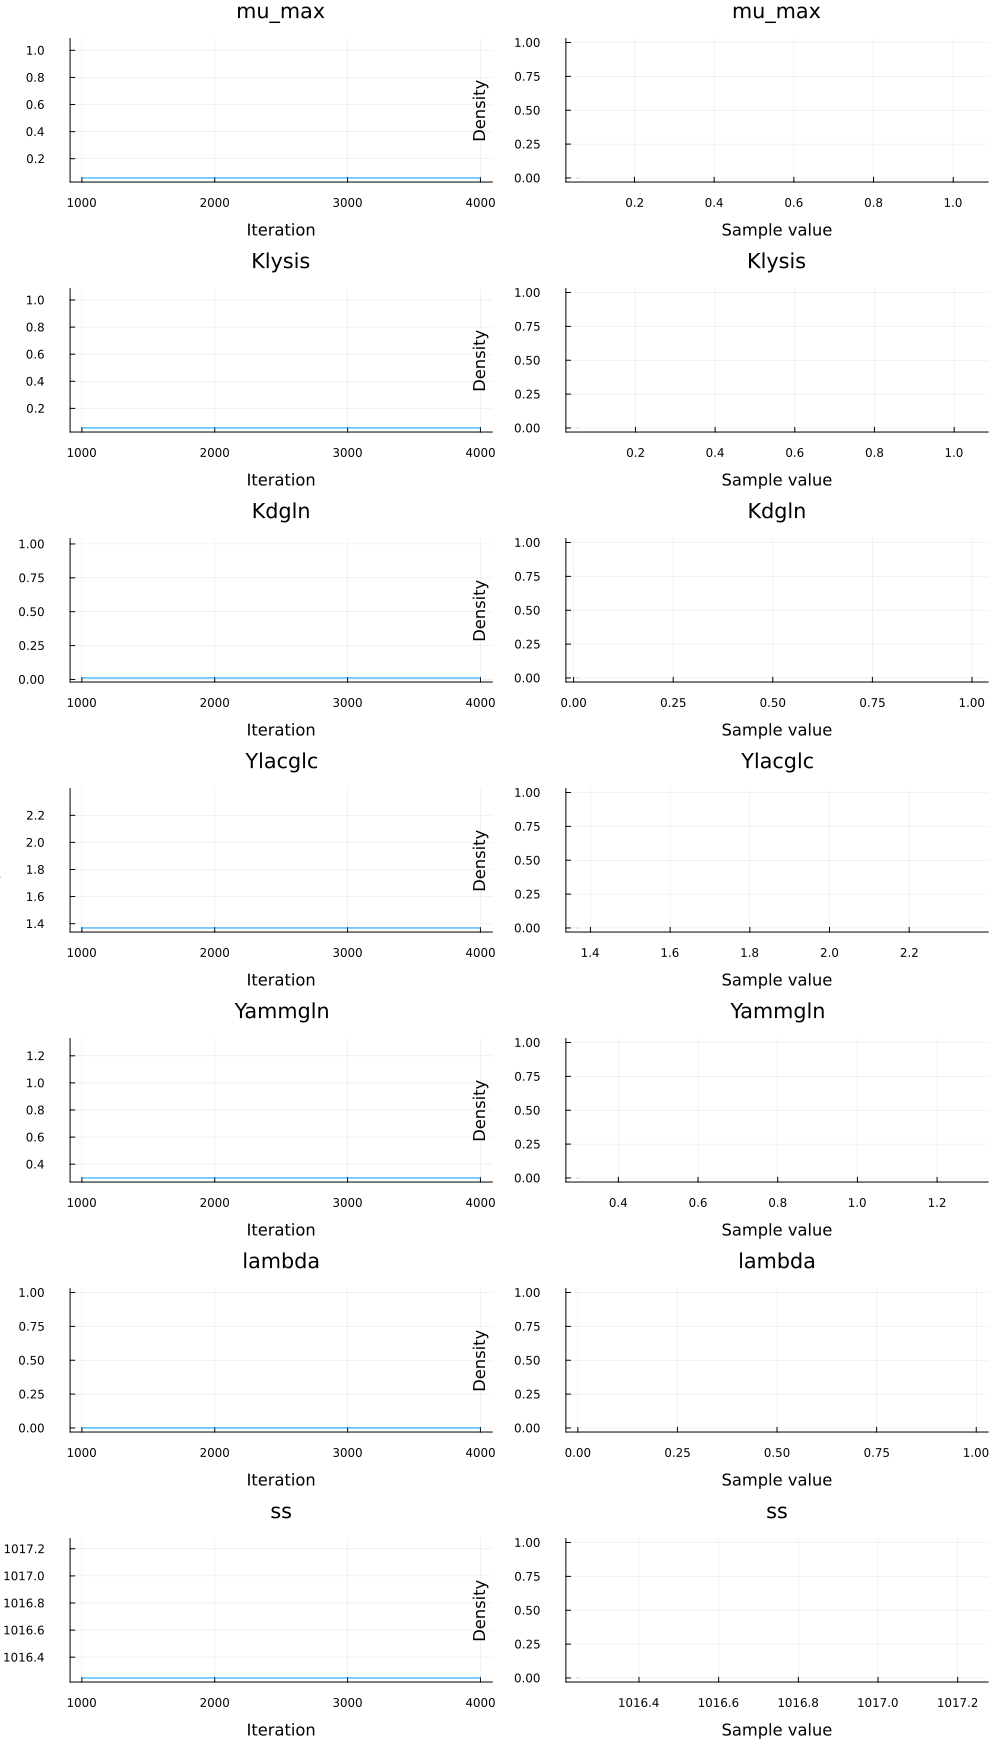 mu_max mu_max
1.0 1.00
0.8 0.75
0.6 Density 0.50
0.4 0.25
0.2 0.00
1000 2000 3000 4000 0.2 0.4 0.6 0.8 1.0
Iteration Sample value
Klysis Klysis
1.0 1.00
0.8 0.75
0.6 Density 0.50
0.4 0.25
0.2 0.00
1000 2000 3000 4000 0.2 0.4 0.6 0.8 1.0
Iteration Sample value
Kdgln Kdgln
1.00 1.00
0.75 0.75
0.50 Density 0.50
0.25 0.25
0.00 0.00
1000 2000 3000 4000 0.00 0.25 0.50 0.75 1.00
Iteration Sample value
Ylacglc Ylacglc
2.2 1.00
2.0 0.75
1.8 Density 0.50
1.6 0.25
1.4 0.00
1000 2000 3000 4000 1.4 1.6 1.8 2.0 2.2
Iteration Sample value
Yammgln Yammgln
1.2 1.00
1.0 0.75
0.8 Density 0.50
0.6 0.25
0.4 0.00
1000 2000 3000 4000 0.4 0.6 0.8 1.0 1.2
Iteration Sample value
lambda lambda
1.00 1.00
0.75 0.75
0.50 Density 0.50
0.25 0.25
0.00 0.00
1000 2000 3000 4000 0.00 0.25 0.50 0.75 1.00
Iteration Sample value
ss ss
1017.2 1.00
1017.0 0.75
1016.8 Density 0.50
1016.6 0.25
1016.4 0.00
1000 2000 3000 4000 1016.4 1016.6 1016.8 1017.0 1017.2
Iteration Sample value